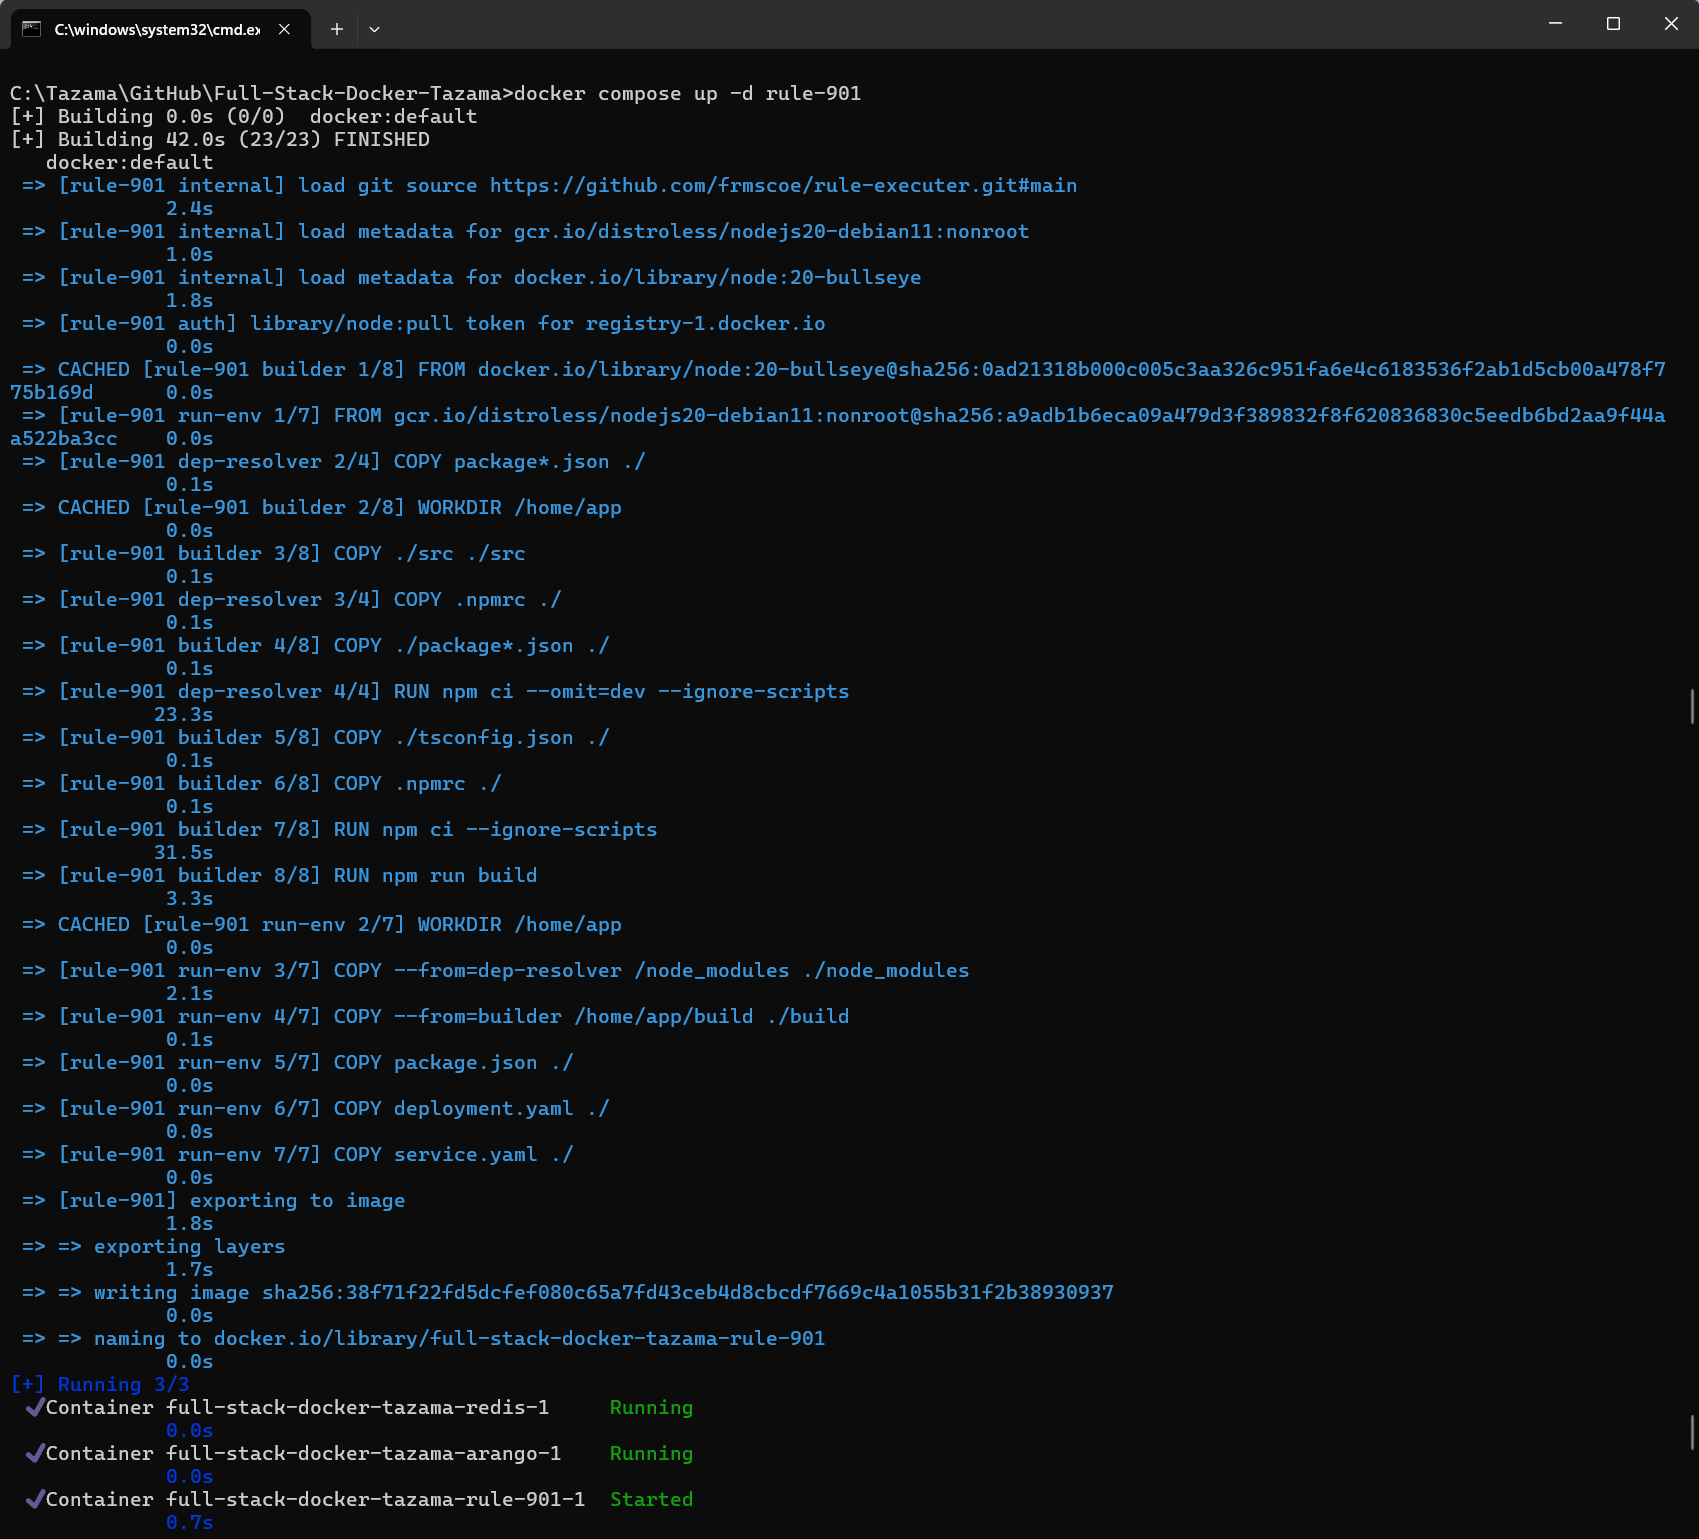 C:\windows\system32\cmd.ex
C:\Tazama\GitHub\Full-Stack-Docker-Tazama>docker compose up -d rule-901
[+] Building 0.0s (0/0)  docker:default
[+] Building 42.0s (23/23) FINISHED
   docker:default
 => [rule-901 internal] load git source https://github.com/frmscoe/rule-executer.git#main
             2.4s
 => [rule-901 internal] load metadata for gcr.io/distroless/nodejs20-debian11:nonroot
             1.0s
 => [rule-901 internal] load metadata for docker.io/library/node:20-bullseye
             1.8s
 => [rule-901 auth] library/node:pull token for registry-1.docker.io
             0.0s
 => CACHED [rule-901 builder 1/8] FROM docker.io/library/node:20-bullseye@sha256:0ad21318b000c005c3aa326c951fa6e4c6183536f2ab1d5cb00a478f7
75b169d      0.0s
 => [rule-901 run-env 1/7] FROM gcr.io/distroless/nodejs20-debian11:nonroot@sha256:a9adb1b6eca09a479d3f389832f8f620836830c5eedb6bd2aa9f44a
a522ba3cc    0.0s
 => [rule-901 dep-resolver 2/4] COPY package*.json ./
             0.1s
 => CACHED [rule-901 builder 2/8] WORKDIR /home/app
             0.0s
 => [rule-901 builder 3/8] COPY ./src ./src
             0.1s
 => [rule-901 dep-resolver 3/4] COPY .npmrc ./
             0.1s
 => [rule-901 builder 4/8] COPY ./package*.json ./
             0.1s
 => [rule-901 dep-resolver 4/4] RUN npm ci --omit=dev --ignore-scripts
            23.3s
 => [rule-901 builder 5/8] COPY ./tsconfig.json ./
             0.1s
 => [rule-901 builder 6/8] COPY .npmrc ./
             0.1s
 => [rule-901 builder 7/8] RUN npm ci --ignore-scripts
            31.5s
 => [rule-901 builder 8/8] RUN npm run build
             3.3s
 => CACHED [rule-901 run-env 2/7] WORKDIR /home/app
             0.0s
 => [rule-901 run-env 3/7] COPY --from=dep-resolver /node_modules ./node_modules
             2.1s
 => [rule-901 run-env 4/7] COPY --from=builder /home/app/build ./build
             0.1s
 => [rule-901 run-env 5/7] COPY package.json ./
             0.0s
 => [rule-901 run-env 6/7] COPY deployment.yaml ./
             0.0s
 => [rule-901 run-env 7/7] COPY service.yaml ./
             0.0s
 => [rule-901] exporting to image
             1.8s
 => => exporting layers
             1.7s
 => => writing image sha256:38f71f22fd5dcfef080c65a7fd43ceb4d8cbcdf7669c4a1055b31f2b38930937
             0.0s
 => => naming to docker.io/library/full-stack-docker-tazama-rule-901
             0.0s
[+] Running 3/3
 ✔Container full-stack-docker-tazama-redis-1     Running
             0.0s
 ✔Container full-stack-docker-tazama-arango-1    Running
             0.0s
 ✔Container full-stack-docker-tazama-rule-901-1  Started
             0.7s